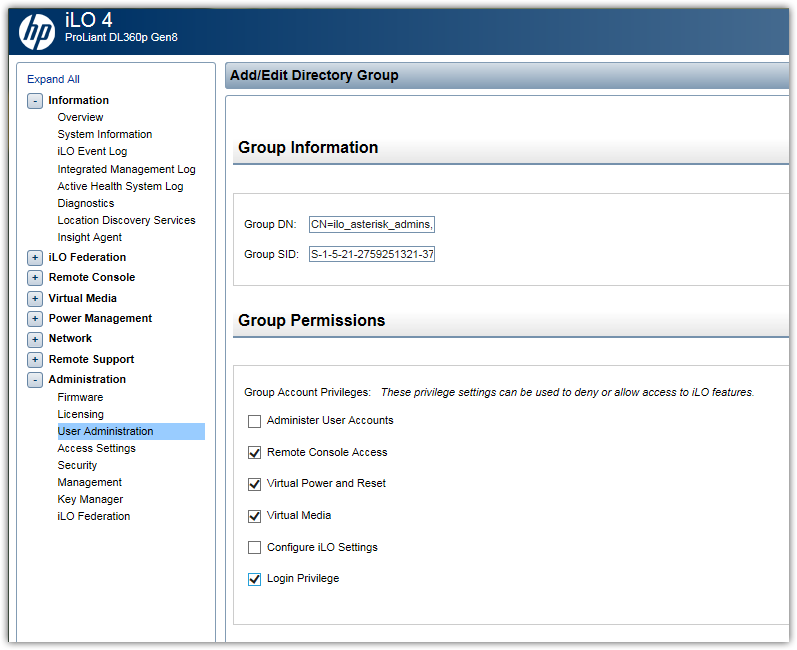 hp
iLO 4
ProLiant DL360p Gen8
Expand All
- Information
Overview
System Information
iLO Event Log
Integrated Management Log
Active Health System Log
Diagnostics
Location Discovery Services
Insight Agent
+ iLO Federation
+ Remote Console
+ Virtual Media
+ Power Management
+ Network
+ Remote Support
- Administration
Firmware
Licensing
User Administration
Access Settings
Security
Management
Key Manager
iLO Federation
Add/Edit Directory Group
Group Information
Group DN: CN=ilo_asterisk_admins,
Group SID: S-1-5-21-2759251321-37
Group Permissions
Group Account Privileges: These privilege settings can be used to deny or allow access to iLO features.
Administer User Accounts
Remote Console Access
Virtual Power and Reset
Virtual Media
Configure iLO Settings
Login Privilege